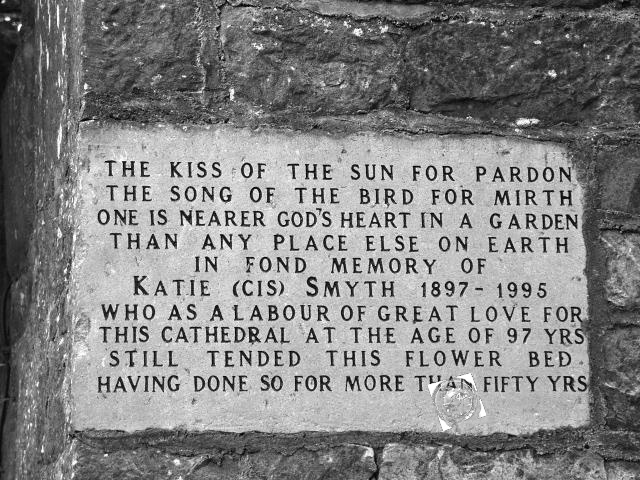 THE KISS OF THE SUN FOR PARDON
THE SONG OF THE BIRD FOR MIRTH
ONE IS NEARER GOD'S HEART IN A GARDEN
THAN ANY PLACE ELSE ON EARTH
IN FOND MEMORY OF
KATIE (CIS) SMYTH 1897-1995
WHO AS A LABOUR OF GREAT LOVE FOR
THIS CATHEDRAL AT THE AGE OF 97 YRS
STILL TENDED THIS FLOWER BED
HAVING DONE SO FOR MORE THAN FIFTY YRS